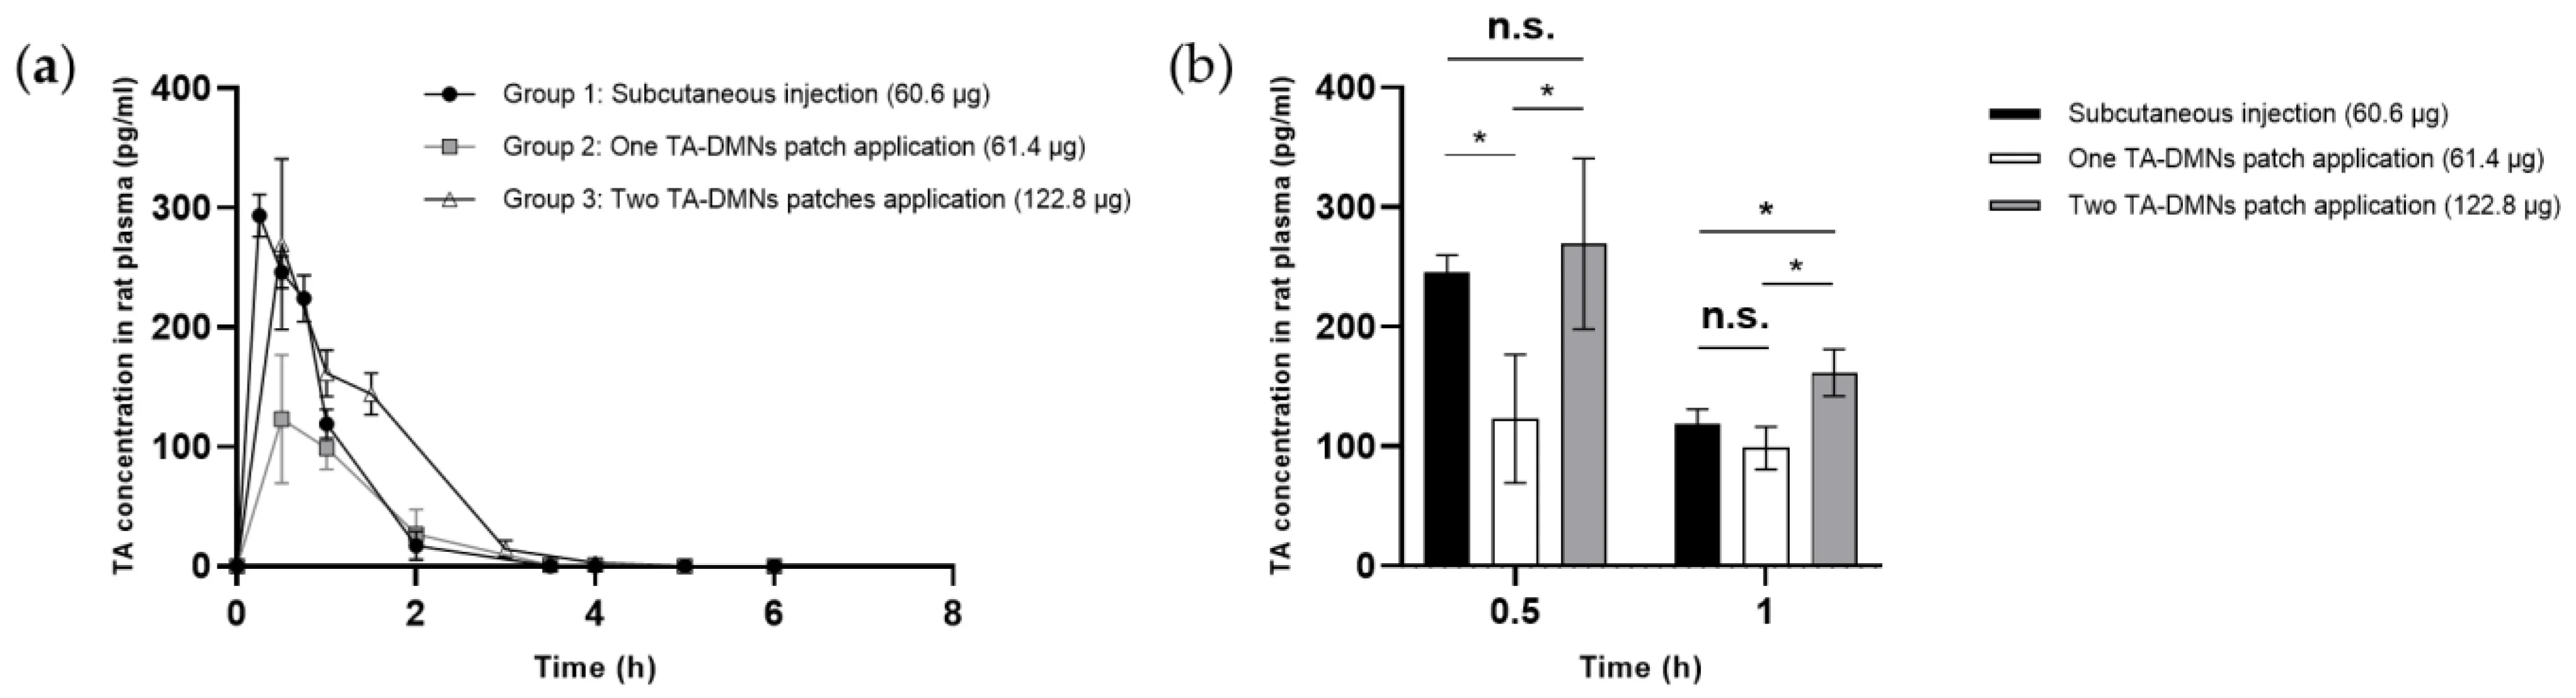 (a)
TA concentration in rat plasma (pg/ml)
400
300
200
100
0
0 2 4 6 8
Time (h)
Group 1: Subcutaneous injection (60.6 μg)
Group 2: One TA-DMNs patch application (61.4 μg)
Group 3: Two TA-DMNs patches application (122.8 μg)
(b)
TA concentration in rat plasma (pg/ml)
400
300
200
100
0
n.s.
*
*
*
*
n.s.
0.5 1
Time (h)
Subcutaneous injection (60.6 μg)
One TA-DMNs patch application (61.4 μg)
Two TA-DMNs patch application (122.8 μg)